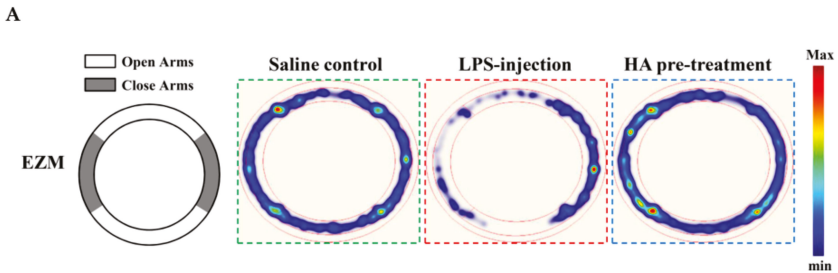 A
Open Arms
Close Arms
EZM
Saline control
LPS-injection
HA pre-treatment
Max
min